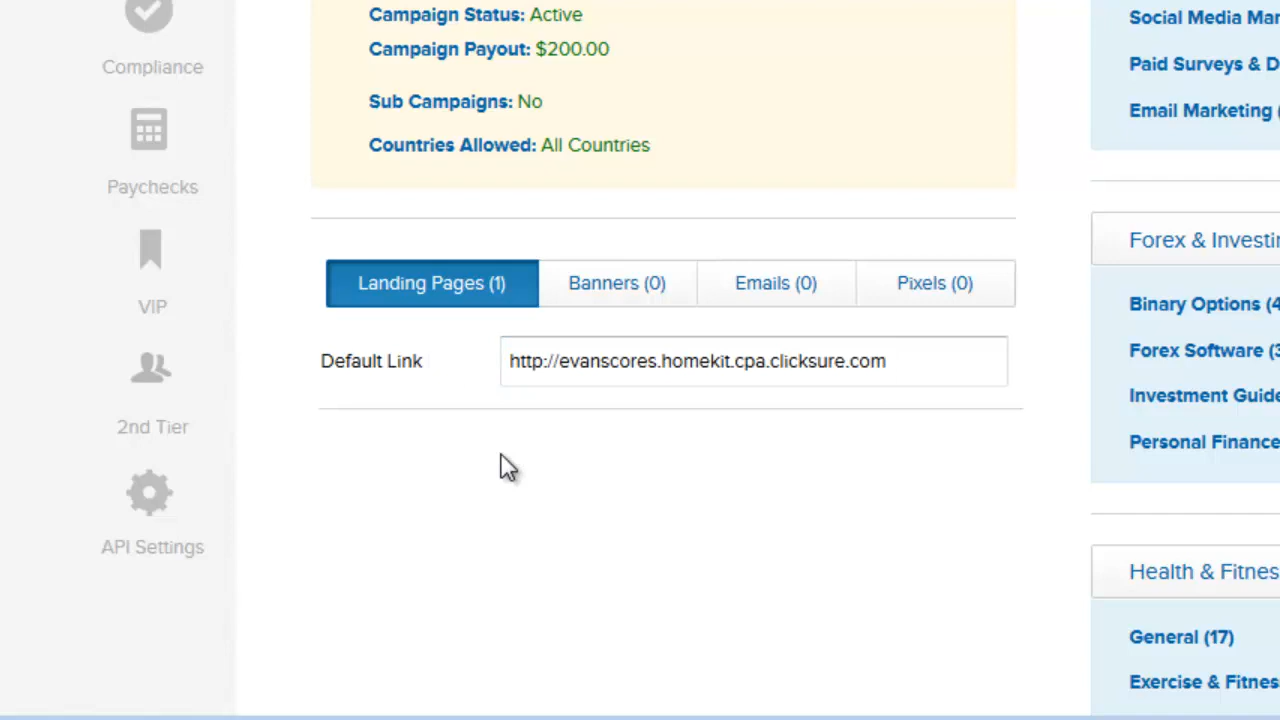 Compliance
Paychecks
VIP
2nd Tier
API Settings
Campaign Status: Active
Campaign Payout: $200.00
Sub Campaigns: No
Countries Allowed: All Countries
Landing Pages (1)
Banners (0)
Emails (0)
Pixels (0)
Default Link
http://evanscores.homekit.cpa.clicksure.com
Social Media Mar
Paid Surveys & D
Email Marketing (
Forex & Investin
Binary Options (4
Forex Software (3
Investment Guide
Personal Finance
Health & Fitnes
General (17)
Exercise & Fitnes